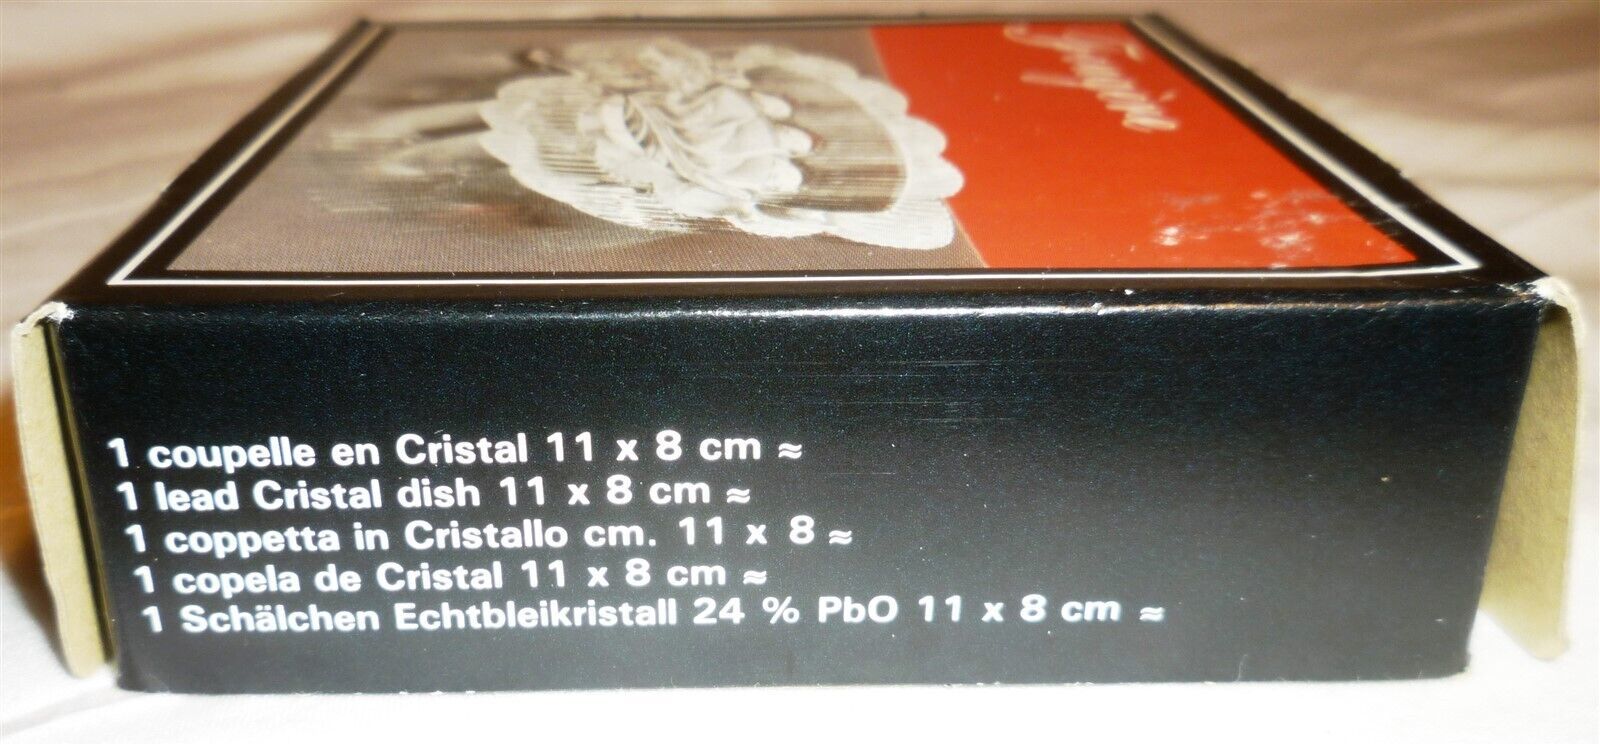 1 coupelle en Cristal 11 x 8 cm ≈
1 lead Cristal dish 11 x 8 cm ≈
1 coppetta in Cristallo cm. 11 x 8 ≈
1 copela de Cristal 11 x 8 cm ≈
1 Schälchen Echtbleikristall 24 % PbO 11 x 8 cm ≈